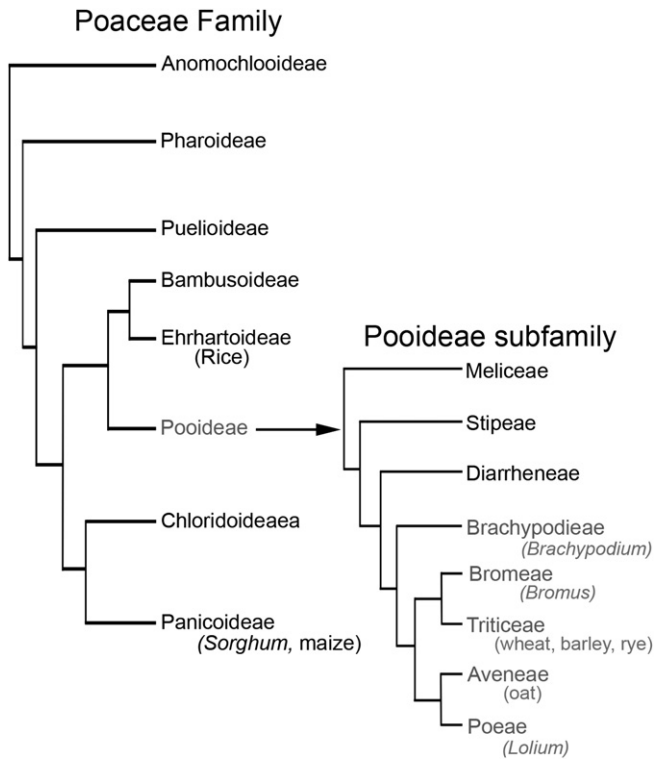 Poaceae Family
Anomochlooideae
Pharoideae
Puelioideae
Bambusoideae
Ehrhartoideae
(Rice)
Pooideae
Chloridoideaea
Panicoideae
(Sorghum, maize)
Pooideae subfamily
Meliceae
Stipeae
Diarrheneae
Brachypodieae
(Brachypodium)
Bromeae
(Bromus)
Triticeae
(wheat, barley, rye)
Aveneae
(oat)
Poeae
(Lolium)